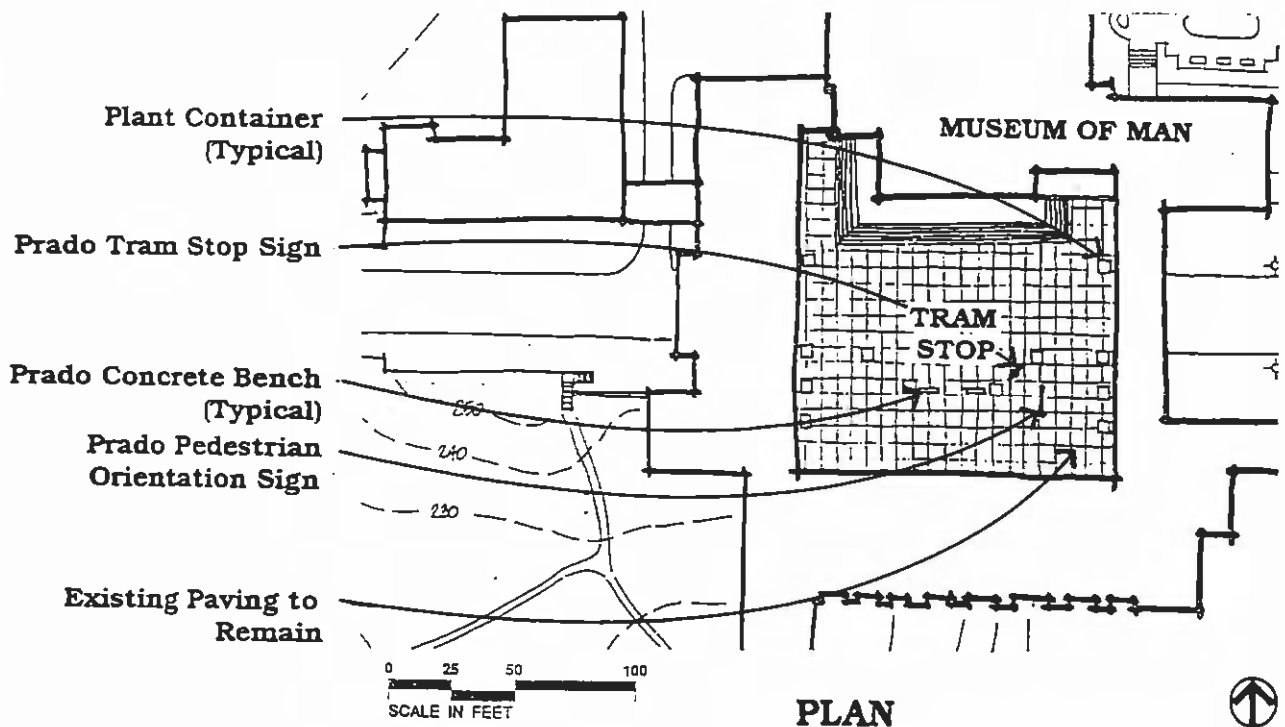 Plant Container
(Typical)
MUSEUM OF MAN
Prado Tram Stop Sign
TRAM
STOP
Prado Concrete Bench
(Typical)
250
Prado Pedestrian
Orientation Sign
240
230
Existing Paving to
Remain
0 25 50 100
SCALE IN FEET
PLAN